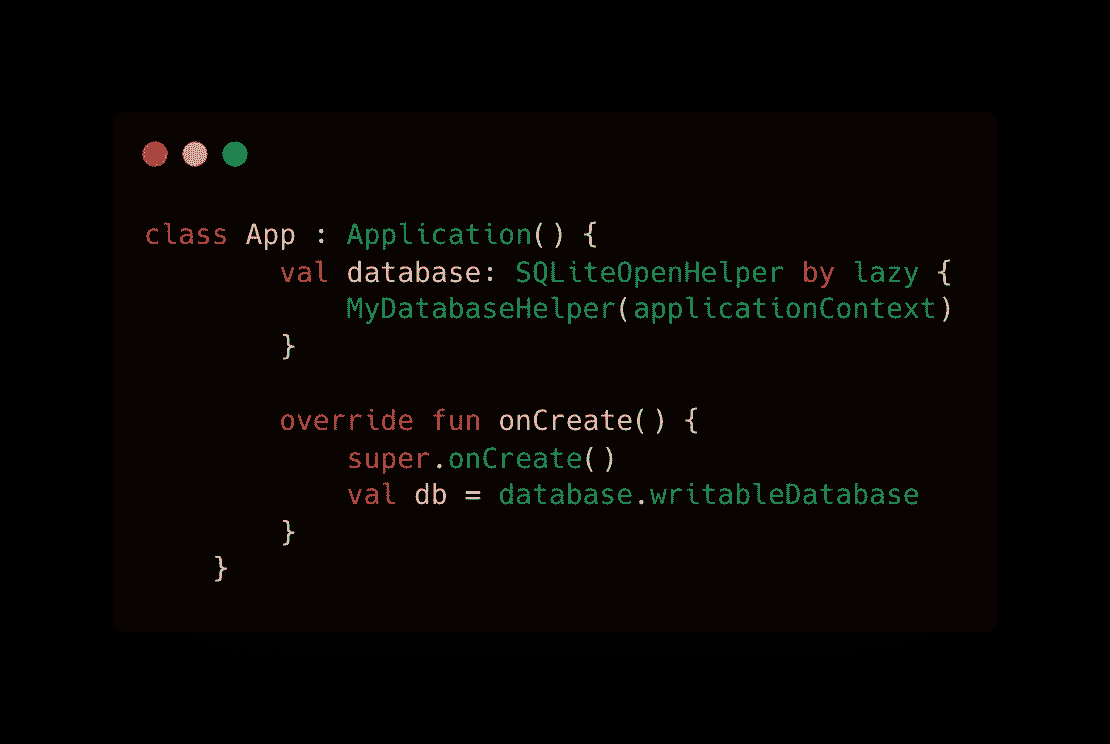 class App : Application() {
        val database: SQLiteOpenHelper by lazy {
            MyDatabaseHelper(applicationContext)
        }

        override fun onCreate() {
            super.onCreate()
            val db = database.writableDatabase
        }
    }